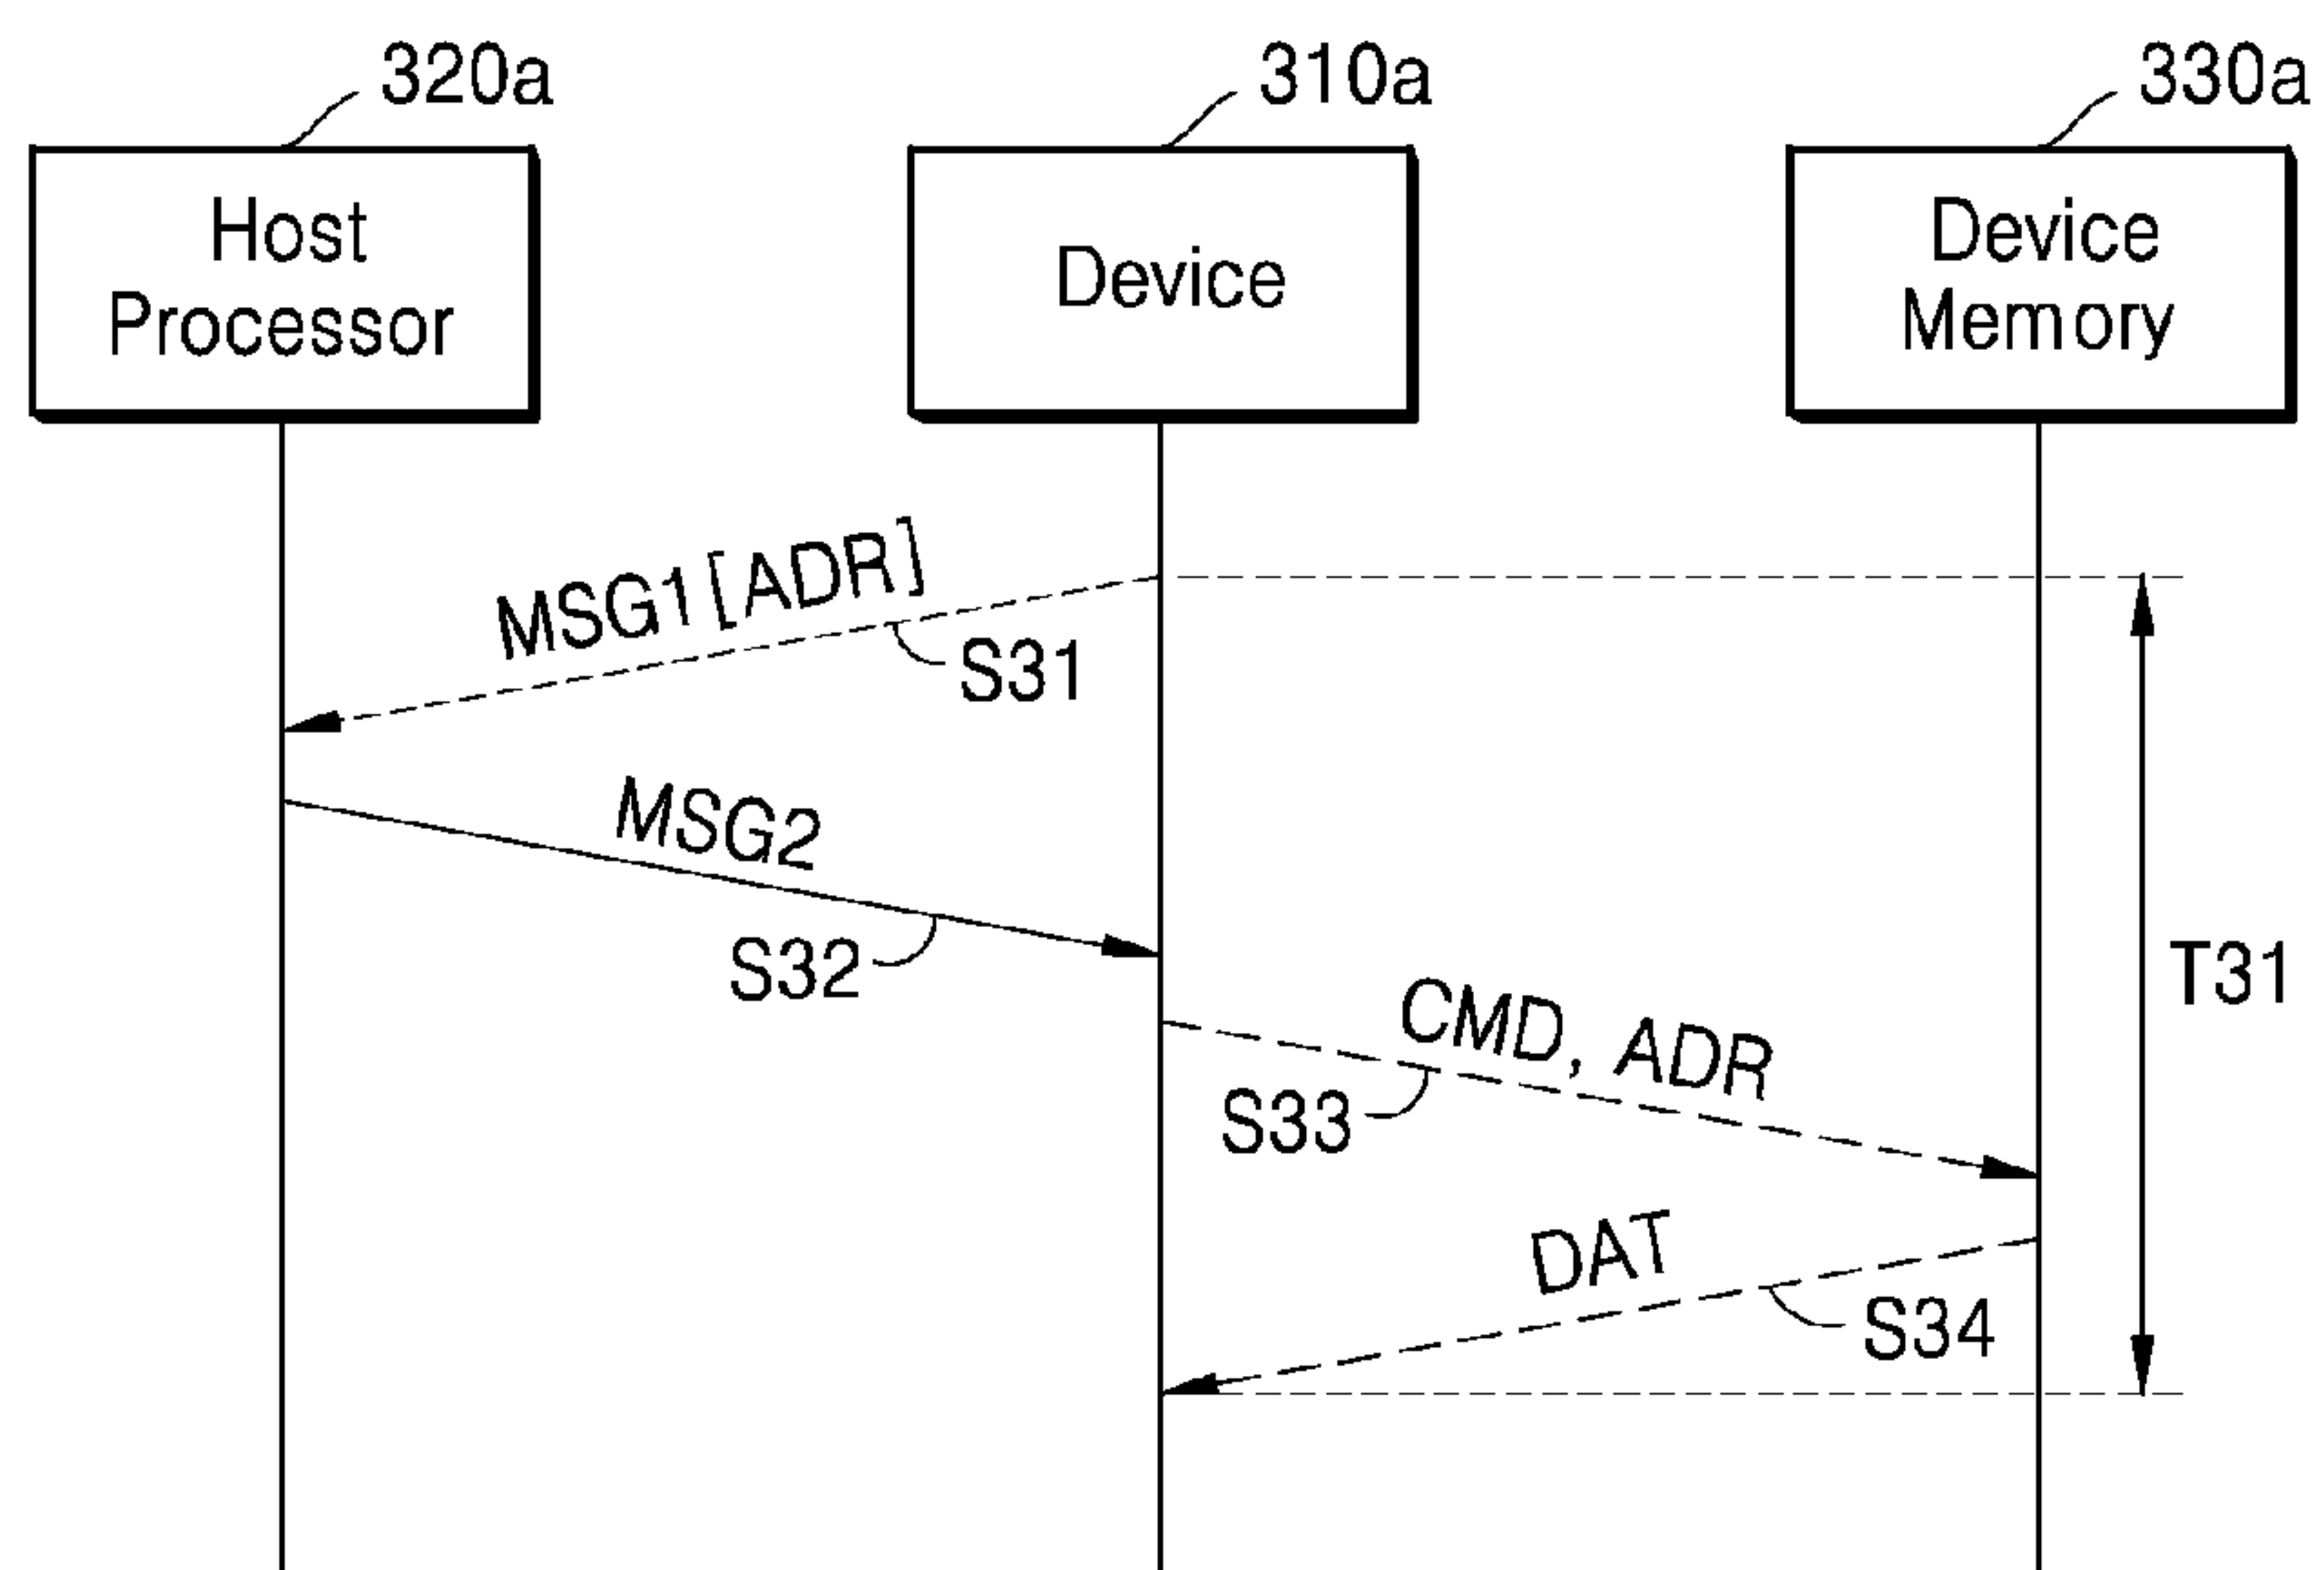 320a
310a
330a
Host
Processor
Device
Device
Memory
MSG1[ADR]
S31
MSG2
S32
CMD, ADR
S33
T31
DAT
S34